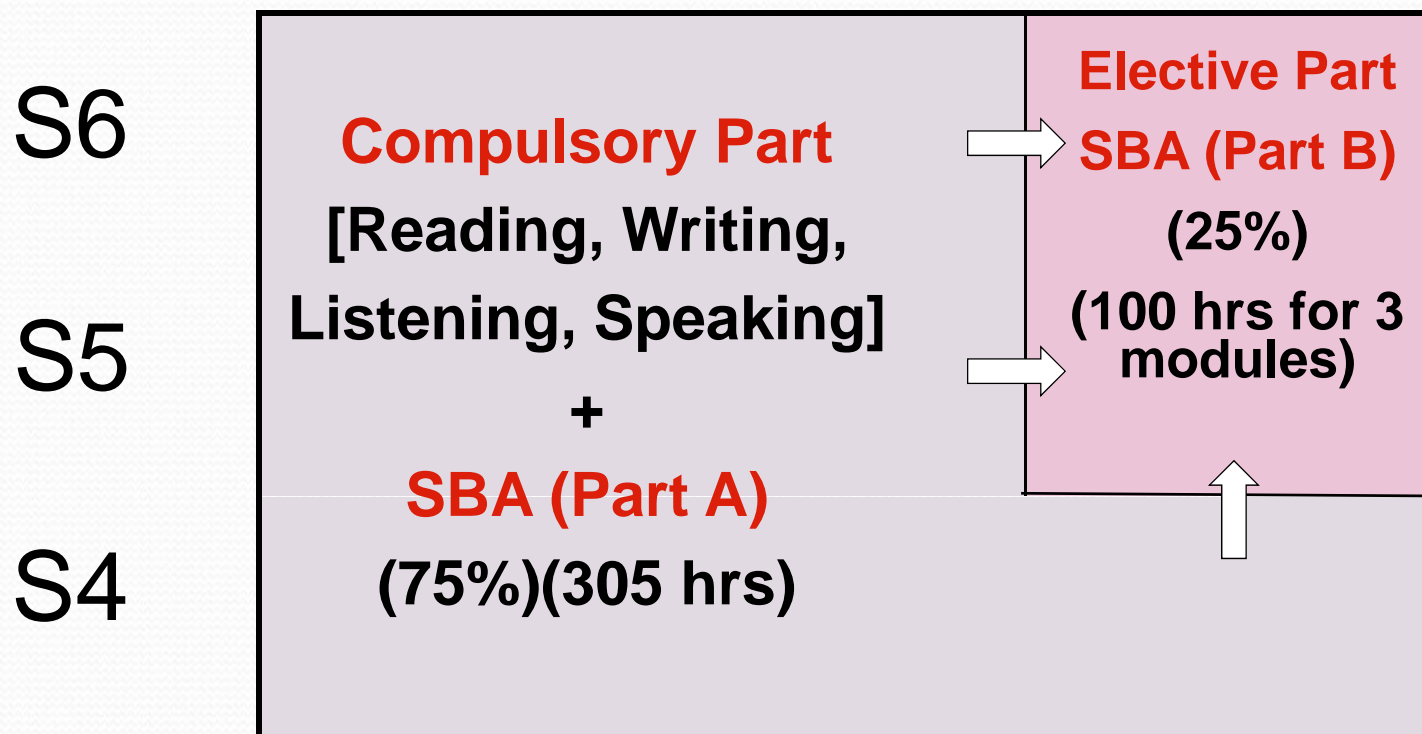 S6
S5
S4
Compulsory Part
[Reading, Writing,
Listening, Speaking]
+
SBA (Part A)
(75%)(305 hrs)
Elective Part
SBA (Part B)
(25%)
(100 hrs for 3
modules)